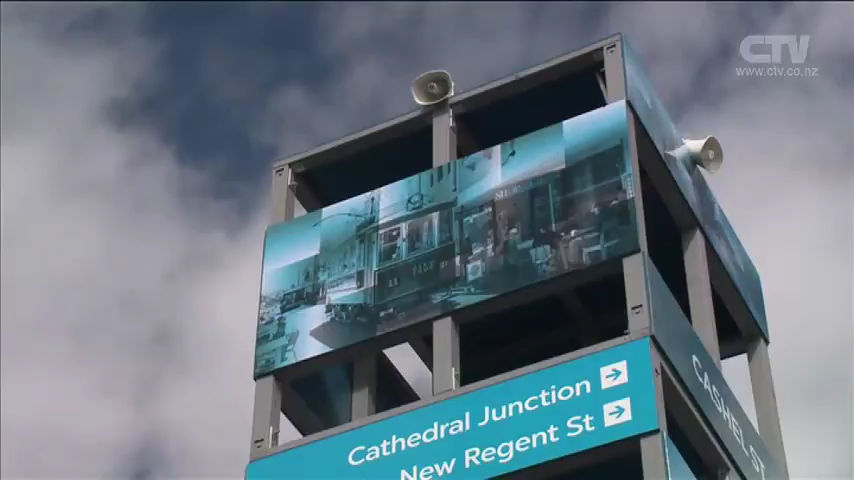 CTV
www.ctv.co.nz
Cathedral Junction →
New Regent St →
CASHEL ST